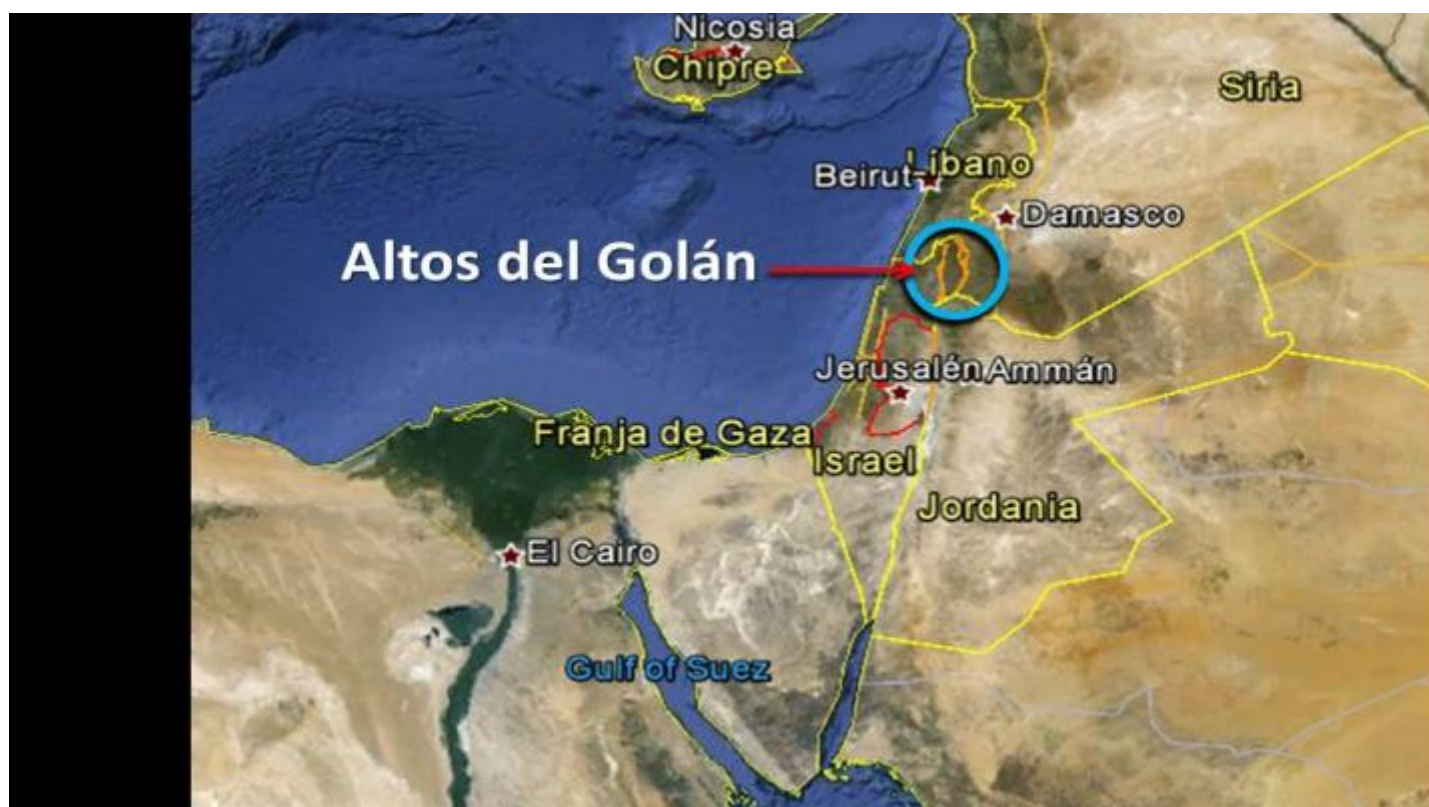 Nicosia
Chipre
Siria
Beirut
Líbano
Damasco
Altos del Golán
Jerusalén
Ammán
Franja de Gaza
Israel
Jordania
El Cairo
Gulf of Suez